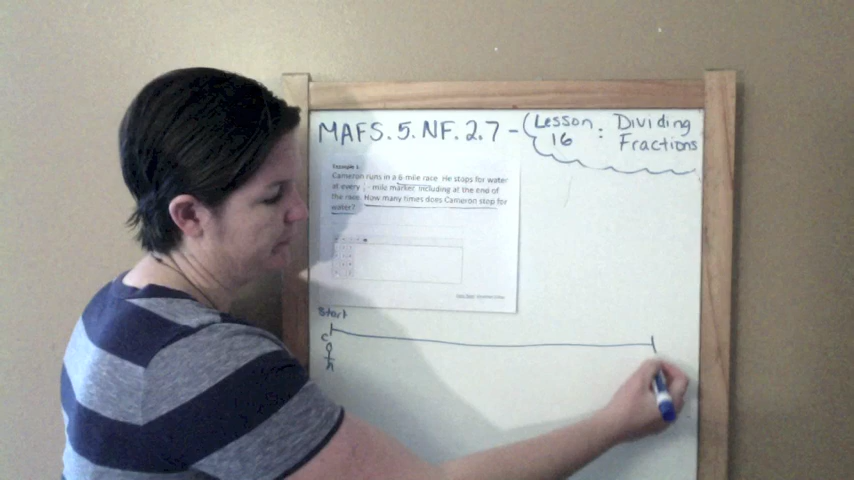 MAFS.5.NF.2.7 - Lesson 16 : Dividing Fractions
Example 1
Cameron runs in a 6-mile race. He stops for water
at every - mile marker including at the end of
the race. How many times does Cameron stop for
water?
Start
C